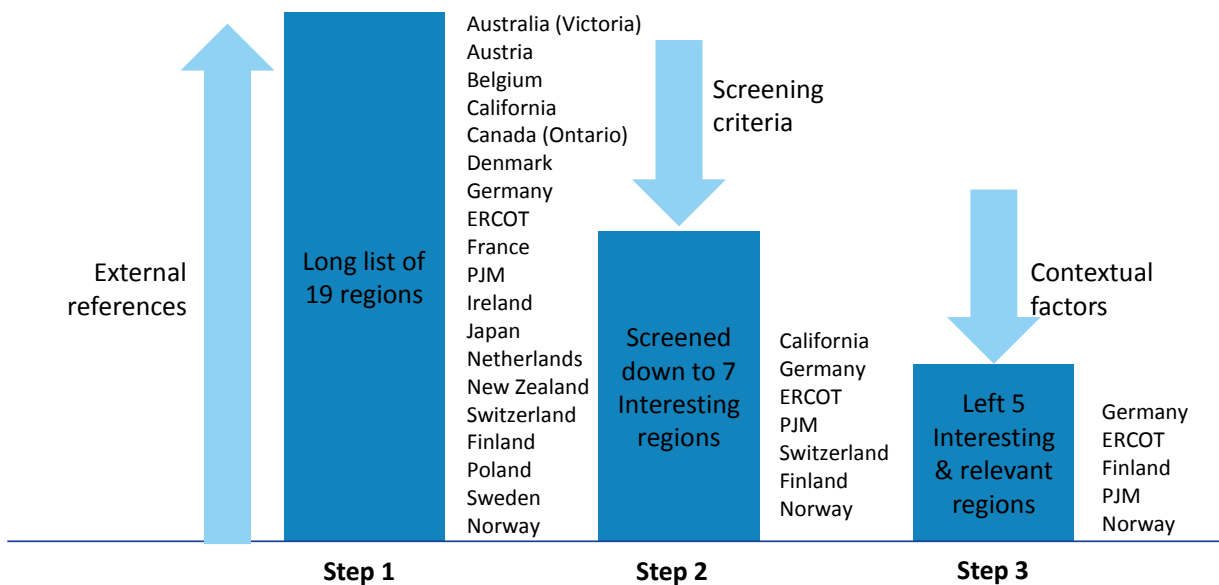 External
references
Long list of
19 regions
Australia (Victoria)
Austria
Belgium
California
Canada (Ontario)
Denmark
Germany
ERCOT
France
PJM
Ireland
Japan
Netherlands
New Zealand
Switzerland
Finland
Poland
Sweden
Norway
Screening
criteria
Screened
down to 7
Interesting
regions
California
Germany
ERCOT
PJM
Switzerland
Finland
Norway
Contextual
factors
Left 5
Interesting
& relevant
regions
Germany
ERCOT
Finland
PJM
Norway
Step 1
Step 2
Step 3